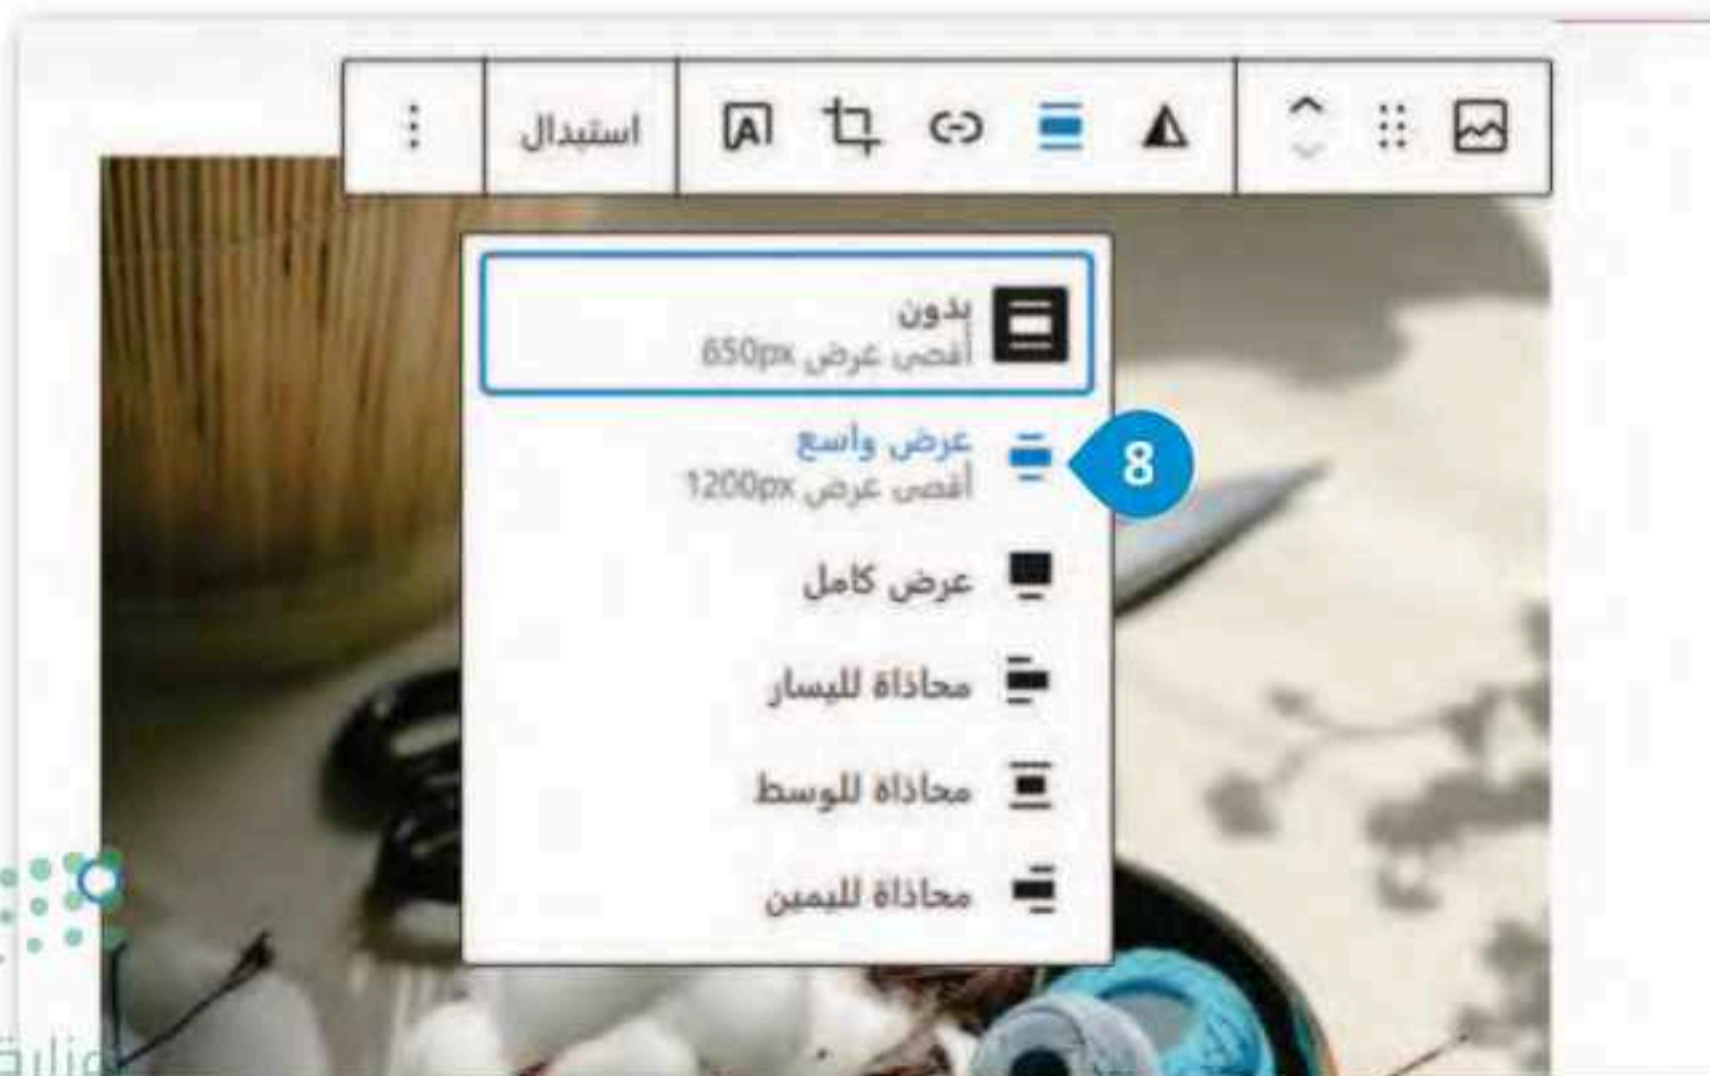 استبدال
بدون
أقصى عرض 650px
عرض واسع
أقصى عرض 1200px
8
عرض كامل
محاذاة لليسار
محاذاة للوسط
محاذاة لليمين